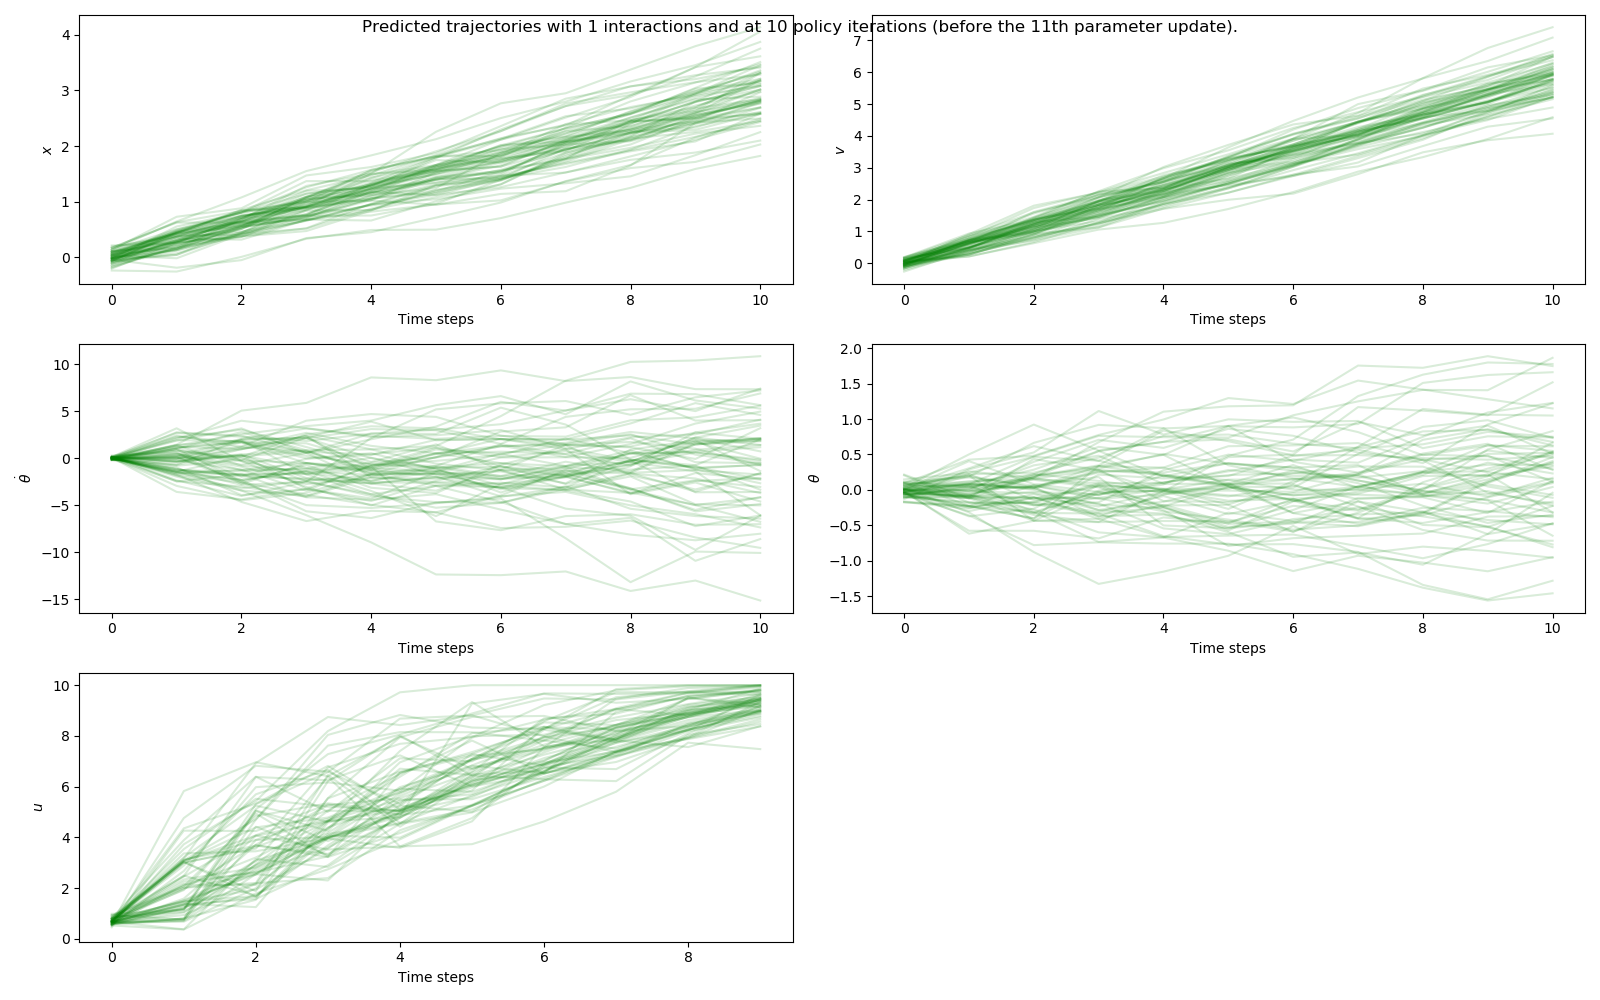 Predicted trajectories with 1 interactions and at 10 policy iterations (before the 11th parameter update).
4
3
2
1
0
x
0 2 4 6 8 10
Time steps
7
6
5
4
3
2
1
0
v
0 2 4 6 8 10
Time steps
10
5
0
−5
−10
−15
θ̇
0 2 4 6 8 10
Time steps
2.0
1.5
1.0
0.5
0.0
−0.5
−1.0
−1.5
θ
0 2 4 6 8 10
Time steps
10
8
6
4
2
0
u
0 2 4 6 8
Time steps